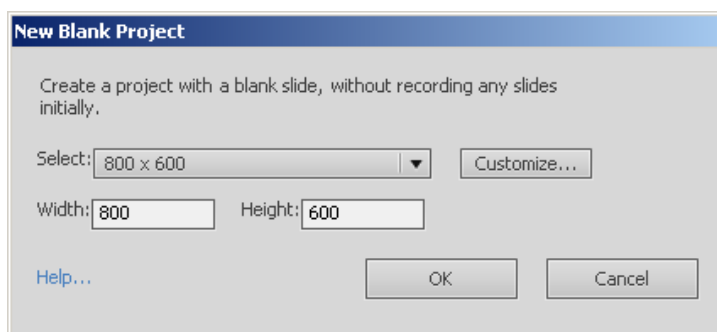 New Blank Project
Create a project with a blank slide, without recording any slides
initially.
Select: 800 x 600 Customize...
Width: 800 Height: 600
Help... OK Cancel